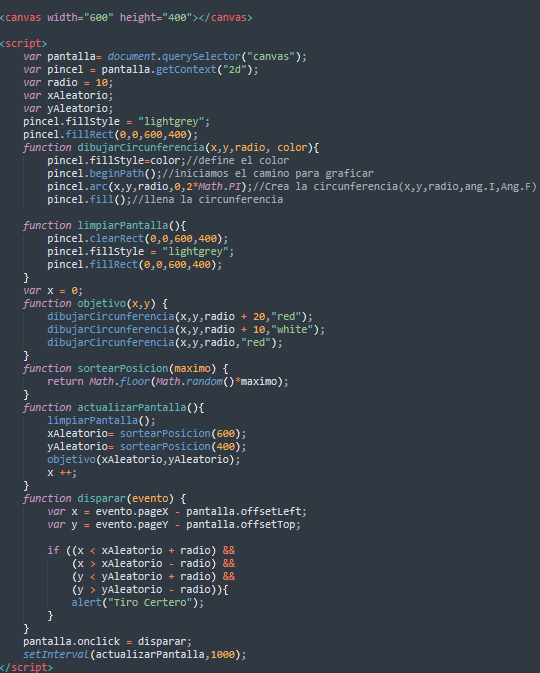 <canvas width="600" height="400"></canvas>

<script>
    var pantalla= document.querySelector("canvas");
    var pincel = pantalla.getContext("2d");
    var radio = 10;
    var xAleatorio;
    var yAleatorio;
    pincel.fillStyle = "lightgrey";
    pincel.fillRect(0,0,600,400);
    function dibujarCircunferencia(x,y,radio, color){
        pincel.fillStyle=color;//define el color
        pincel.beginPath();//iniciamos el camino para graficar
        pincel.arc(x,y,radio,0,2*Math.PI);//Crea la circunferencia(x,y,radio,ang.I,Ang.F)
        pincel.fill();//llena la circunferencia

    function limpiarPantalla(){
        pincel.clearRect(0,0,600,400);
        pincel.fillStyle = "lightgrey";
        pincel.fillRect(0,0,600,400);
    }
    var x = 0;
    function objetivo(x,y) {
        dibujarCircunferencia(x,y,radio + 20,"red");
        dibujarCircunferencia(x,y,radio + 10,"white");
        dibujarCircunferencia(x,y,radio,"red");
    }
    function sortearPosicion(maximo) {
        return Math.floor(Math.random()*maximo);
    }
    function actualizarPantalla(){
        limpiarPantalla();
        xAleatorio= sortearPosicion(600);
        yAleatorio= sortearPosicion(400);
        objetivo(xAleatorio,yAleatorio);
        x ++;
    }
    function disparar(evento) {
        var x = evento.pageX - pantalla.offsetLeft;
        var y = evento.pageY - pantalla.offsetTop;

        if ((x < xAleatorio + radio) &&
            (x > xAleatorio - radio) &&
            (y < yAleatorio + radio) &&
            (y > yAleatorio - radio)){
            alert("Tiro Certero");
        }
    }
    pantalla.onclick = disparar;
    setInterval(actualizarPantalla,1000);
</script>